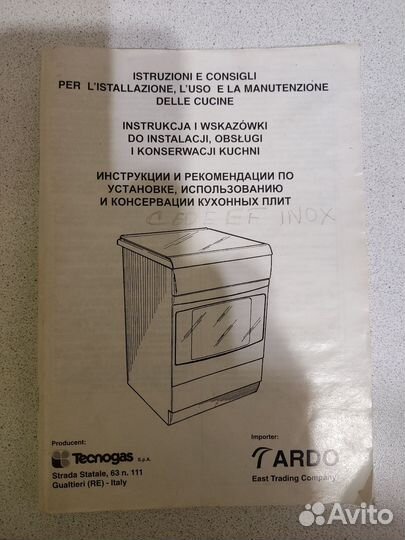 ISTRUZIONI E CONSIGLI
PER L'ISTALLAZIONE, L'USO E LA MANUTENZIONE
DELLE CUCINE
INSTRUKCJA I WSKAZÓWKI
DO INSTALACJI, OBSŁUGI
I KONSERWACJI KUCHNI
ИНСТРУКЦИИ И РЕКОМЕНДАЦИИ ПО
УСТАНОВКЕ, ИСПОЛЬЗОВАНИЮ
И КОНСЕРВАЦИИ КУХОННЫХ ПЛИТ
INOX
Producent:
Tecnogas S.p.A.
Strada Statale, 63 n. 111
Gualtieri (RE) - Italy
Importer:
ARDO
East Trading Company
Avito